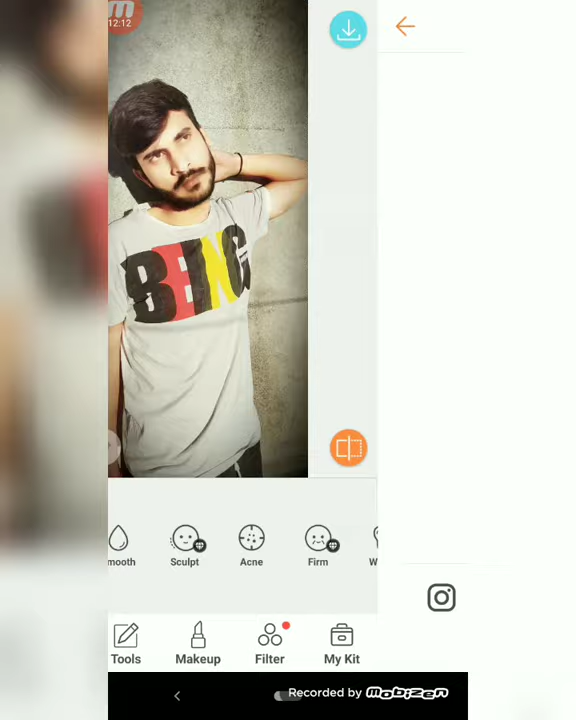 12:12
BEING
mooth
Sculpt
Acne
Firm
W
Tools
Makeup
Filter
My Kit
Recorded by mobizen